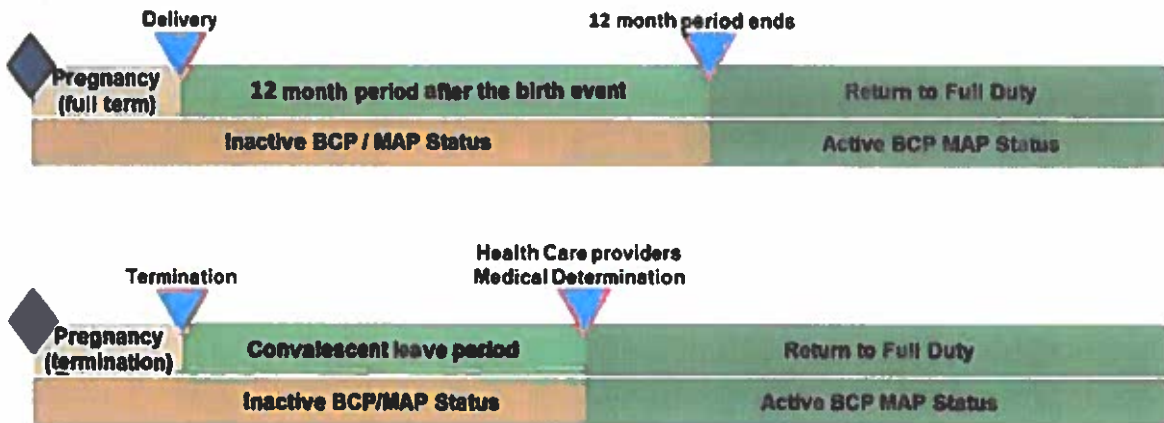 Delivery
12 month period ends
Pregnancy
(full term)
12 month period after the birth event
Return to Full Duty
Inactive BCP / MAP Status
Active BCP MAP Status
Termination
Health Care providers
Medical Determination
Pregnancy
(termination)
Convalescent leave period
Return to Full Duty
Inactive BCP/MAP Status
Active BCP MAP Status